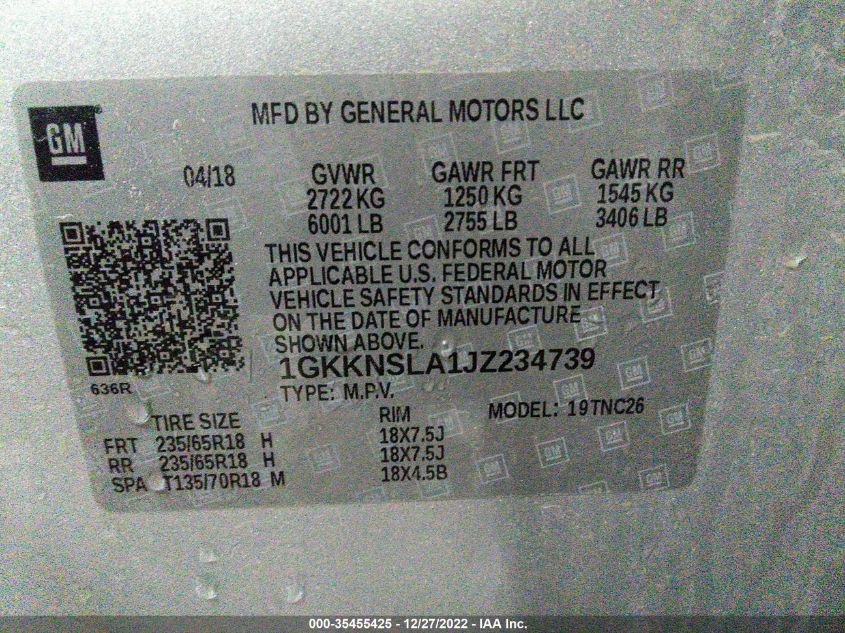 GM
®
MFD BY GENERAL MOTORS LLC
04/18 GVWR GAWR FRT GAWR RR
2722 KG 1250 KG 1545 KG
6001 LB 2755 LB 3406 LB
THIS VEHICLE CONFORMS TO ALL
APPLICABLE U.S. FEDERAL MOTOR
VEHICLE SAFETY STANDARDS IN EFFECT
ON THE DATE OF MANUFACTURE
SHOWN ABOVE.
1GKKNSLA1JZ234739
636R
TYPE: M.P.V.
TIRE SIZE RIM MODEL: 19TNC26
FRT 235/65R18 H 18X7.5J
RR 235/65R18 H 18X7.5J
SPA T135/70R18 M 18X4.5B
000-35455425 - 12/27/2022 - IAA Inc.